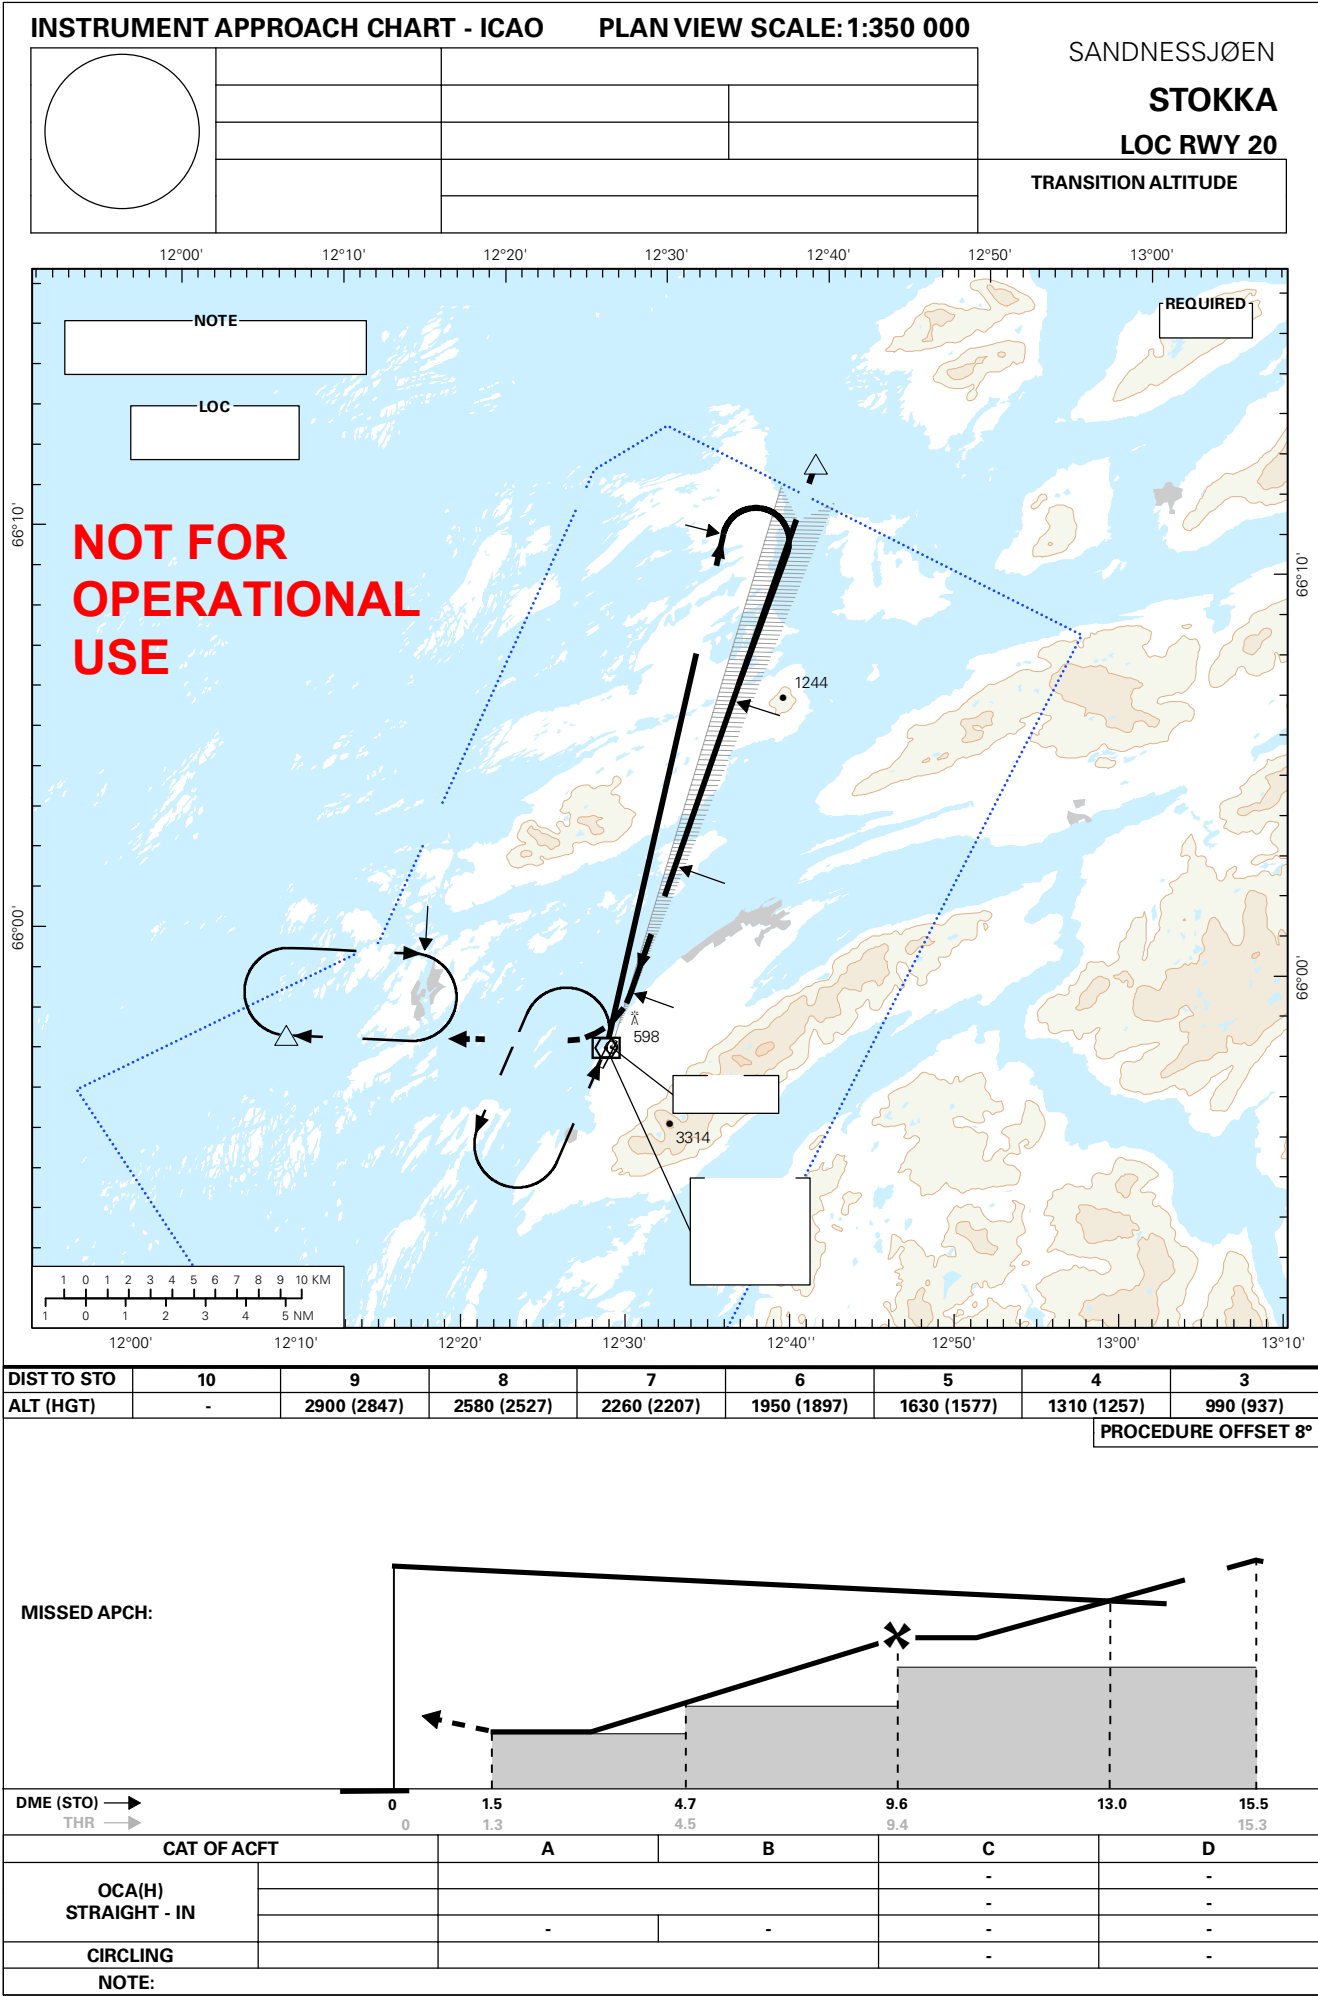 INSTRUMENT APPROACH CHART - ICAO PLAN VIEW SCALE: 1:350 000
SANDNESSJØEN
STOKKA
LOC RWY 20
TRANSITION ALTITUDE
12°00' 12°10' 12°20' 12°30' 12°40' 12°50' 13°00'
NOTE
REQUIRED
LOC
66°10'
66°10'
NOT FOR
OPERATIONAL
USE
1244
66°00'
66°00'
598
3314
1 0 1 2 3 4 5 6 7 8 9 10 KM
1 0 1 2 3 4 5 NM
12°00' 12°10' 12°20' 12°30' 12°40' 12°50' 13°00' 13°10'
DIST TO STO 10 9 8 7 6 5 4 3
ALT (HGT) - 2900 (2847) 2580 (2527) 2260 (2207) 1950 (1897) 1630 (1577) 1310 (1257) 990 (937)
PROCEDURE OFFSET 8°
MISSED APCH:
DME (STO) 0 1.5 4.7 9.6 13.0 15.5
THR 0 1.3 4.5 9.4 15.3
CAT OF ACFT A B C D
OCA(H)
STRAIGHT - IN
- -
- -
- - - -
CIRCLING - -
NOTE: